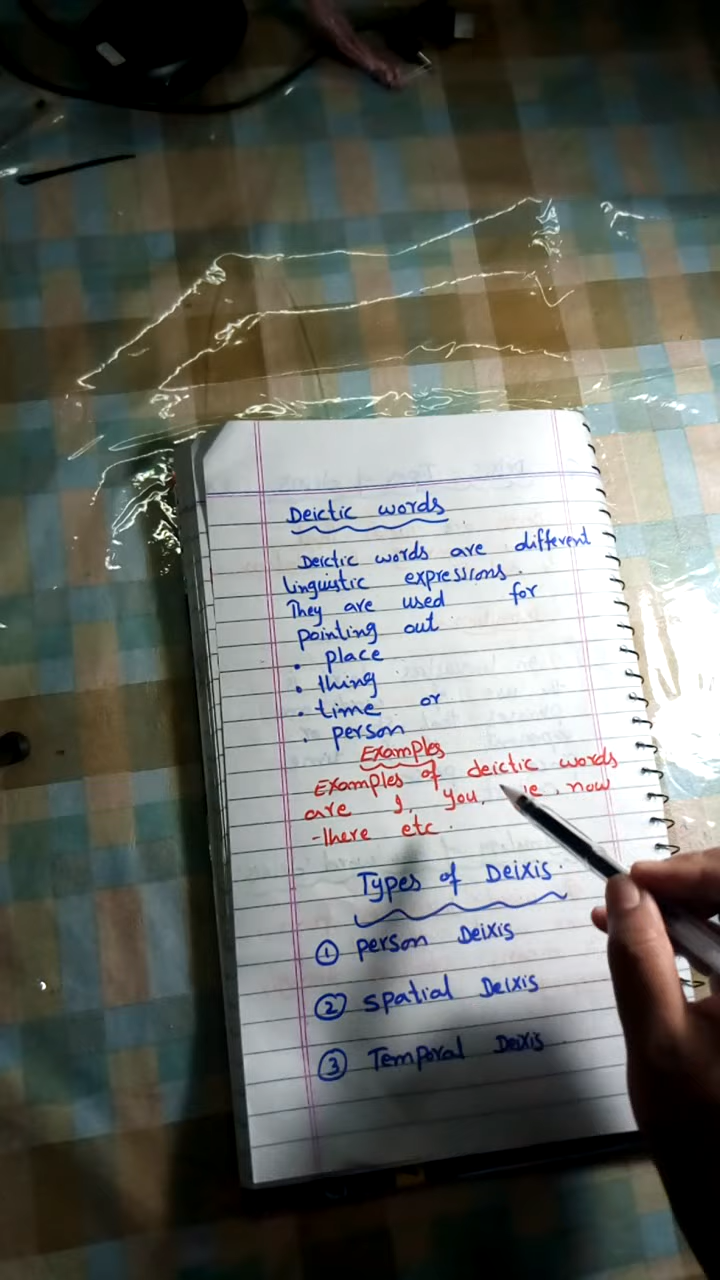 Deictic words
Deictic words are different
linguistic expressions.
They are used for
pointing out
• place
• thing
• time or
• person
Examples
Examples of deictic words
are I, you, now
-there etc.
Types of Deixis.
① person Deixis
② spatial Deixis
③ Temporal Deixis